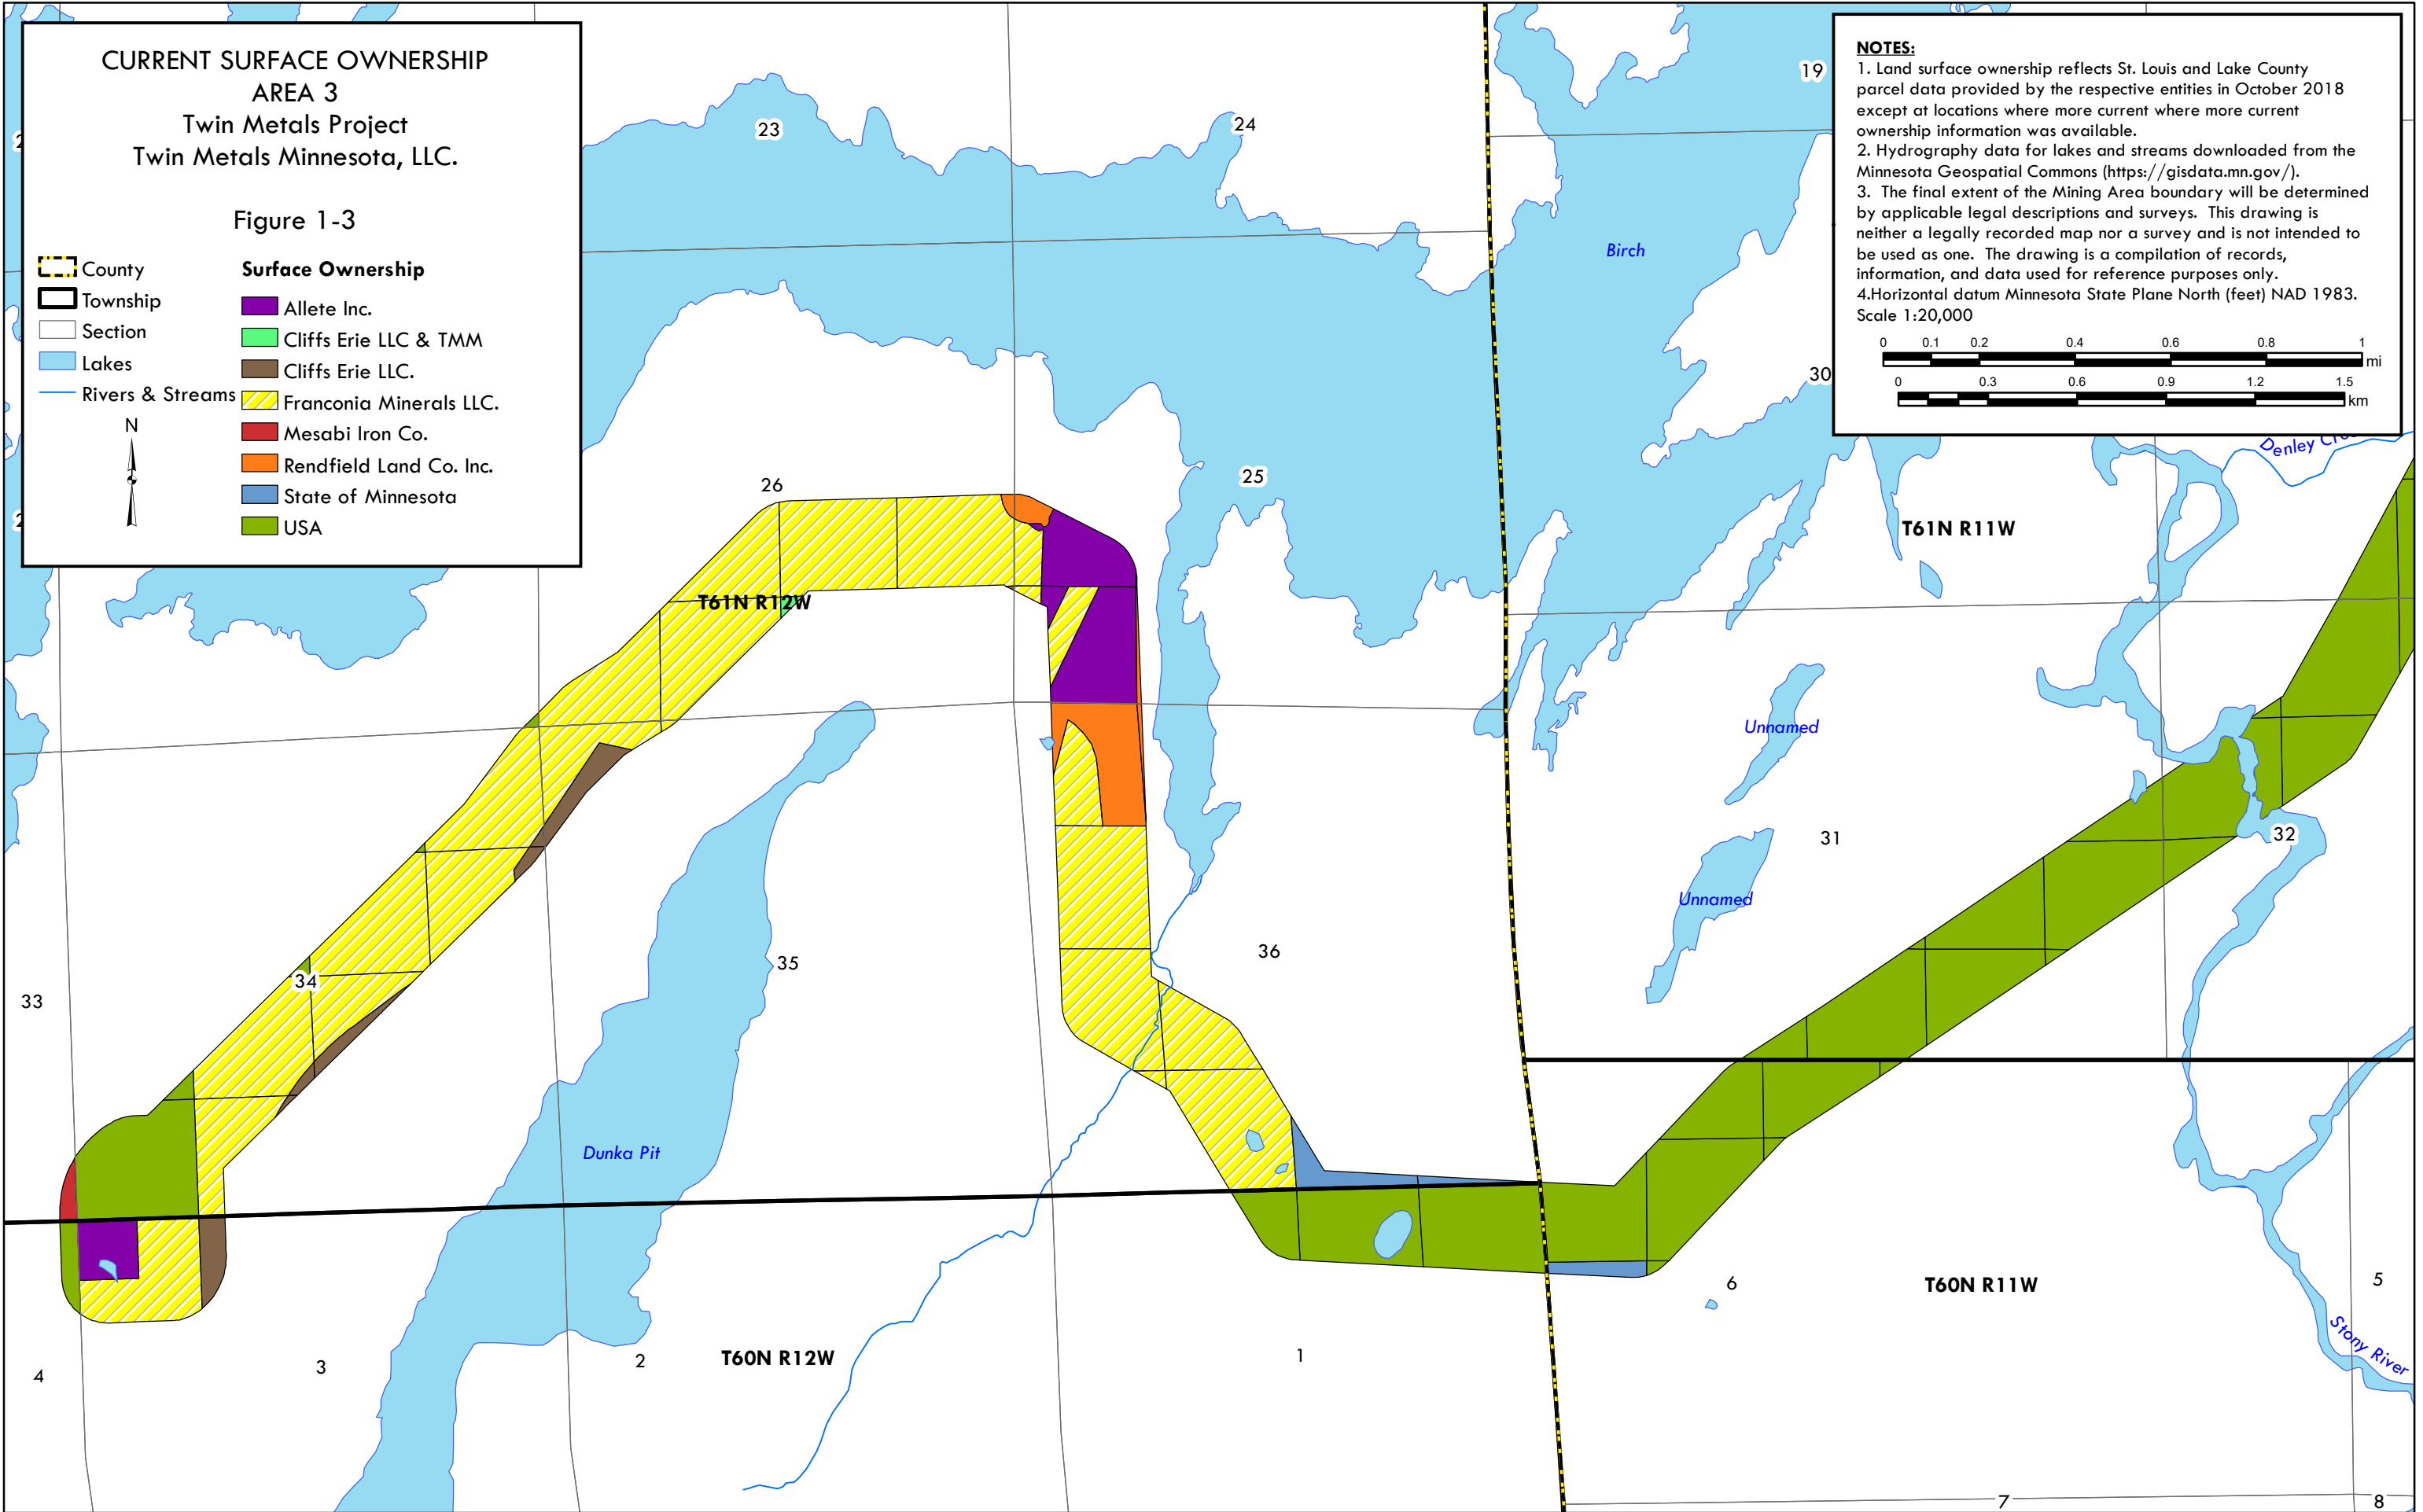 CURRENT SURFACE OWNERSHIP
AREA 3
Twin Metals Project
Twin Metals Minnesota, LLC.
Figure 1-3
County
Township
Section
Lakes
Rivers & Streams
N
Surface Ownership
Allete Inc.
Cliffs Erie LLC & TMM
Cliffs Erie LLC.
Franconia Minerals LLC.
Mesabi Iron Co.
Rendfield Land Co. Inc.
State of Minnesota
USA
NOTES:
1. Land surface ownership reflects St. Louis and Lake County
parcel data provided by the respective entities in October 2018
except at locations where more current where more current
ownership information was available.
2. Hydrography data for lakes and streams downloaded from the
Minnesota Geospatial Commons (https://gisdata.mn.gov/).
3. The final extent of the Mining Area boundary will be determined
by applicable legal descriptions and surveys. This drawing is
neither a legally recorded map nor a survey and is not intended to
be used as one. The drawing is a compilation of records,
information, and data used for reference purposes only.
4.Horizontal datum Minnesota State Plane North (feet) NAD 1983.
Scale 1:20,000
0 0.1 0.2 0.4 0.6 0.8 1
mi
0 0.3 0.6 0.9 1.2 1.5
km
19
23
24
Birch
30
Denley
25
26
T61N R11W
T61N R12W
Unnamed
32
31
Unnamed
36
35
34
33
Dunka Pit
5
6
T60N R11W
Stony River
1
T60N R12W
2
3
4
7
8